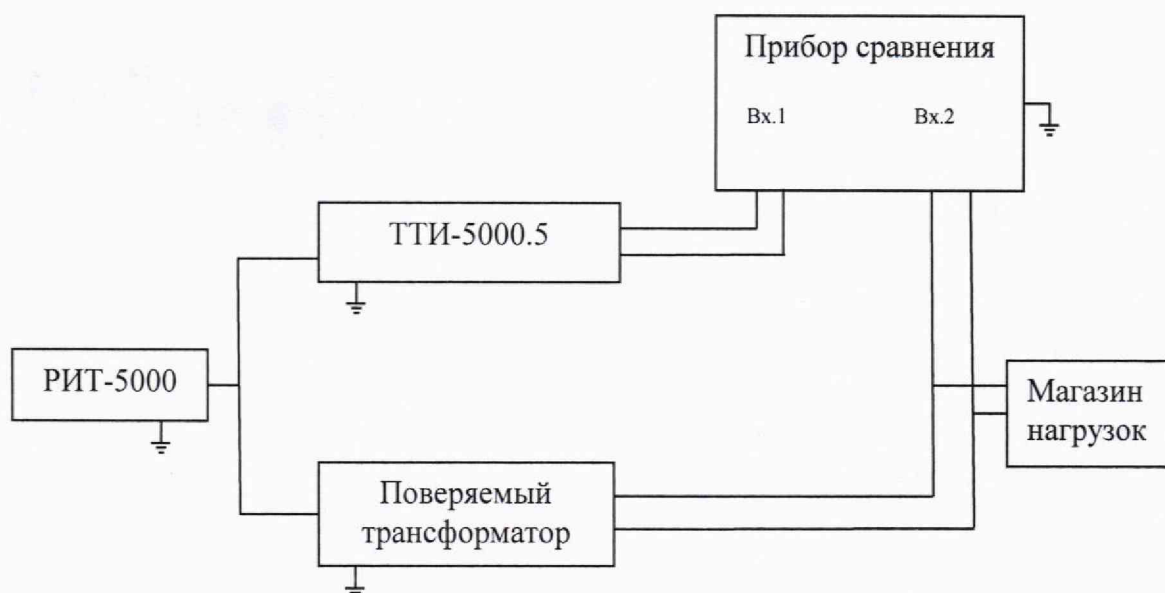 Прибор сравнения
Вх.1
Вх.2
ТТИ-5000.5
РИТ-5000
Магазин
нагрузок
Поверяемый
трансформатор